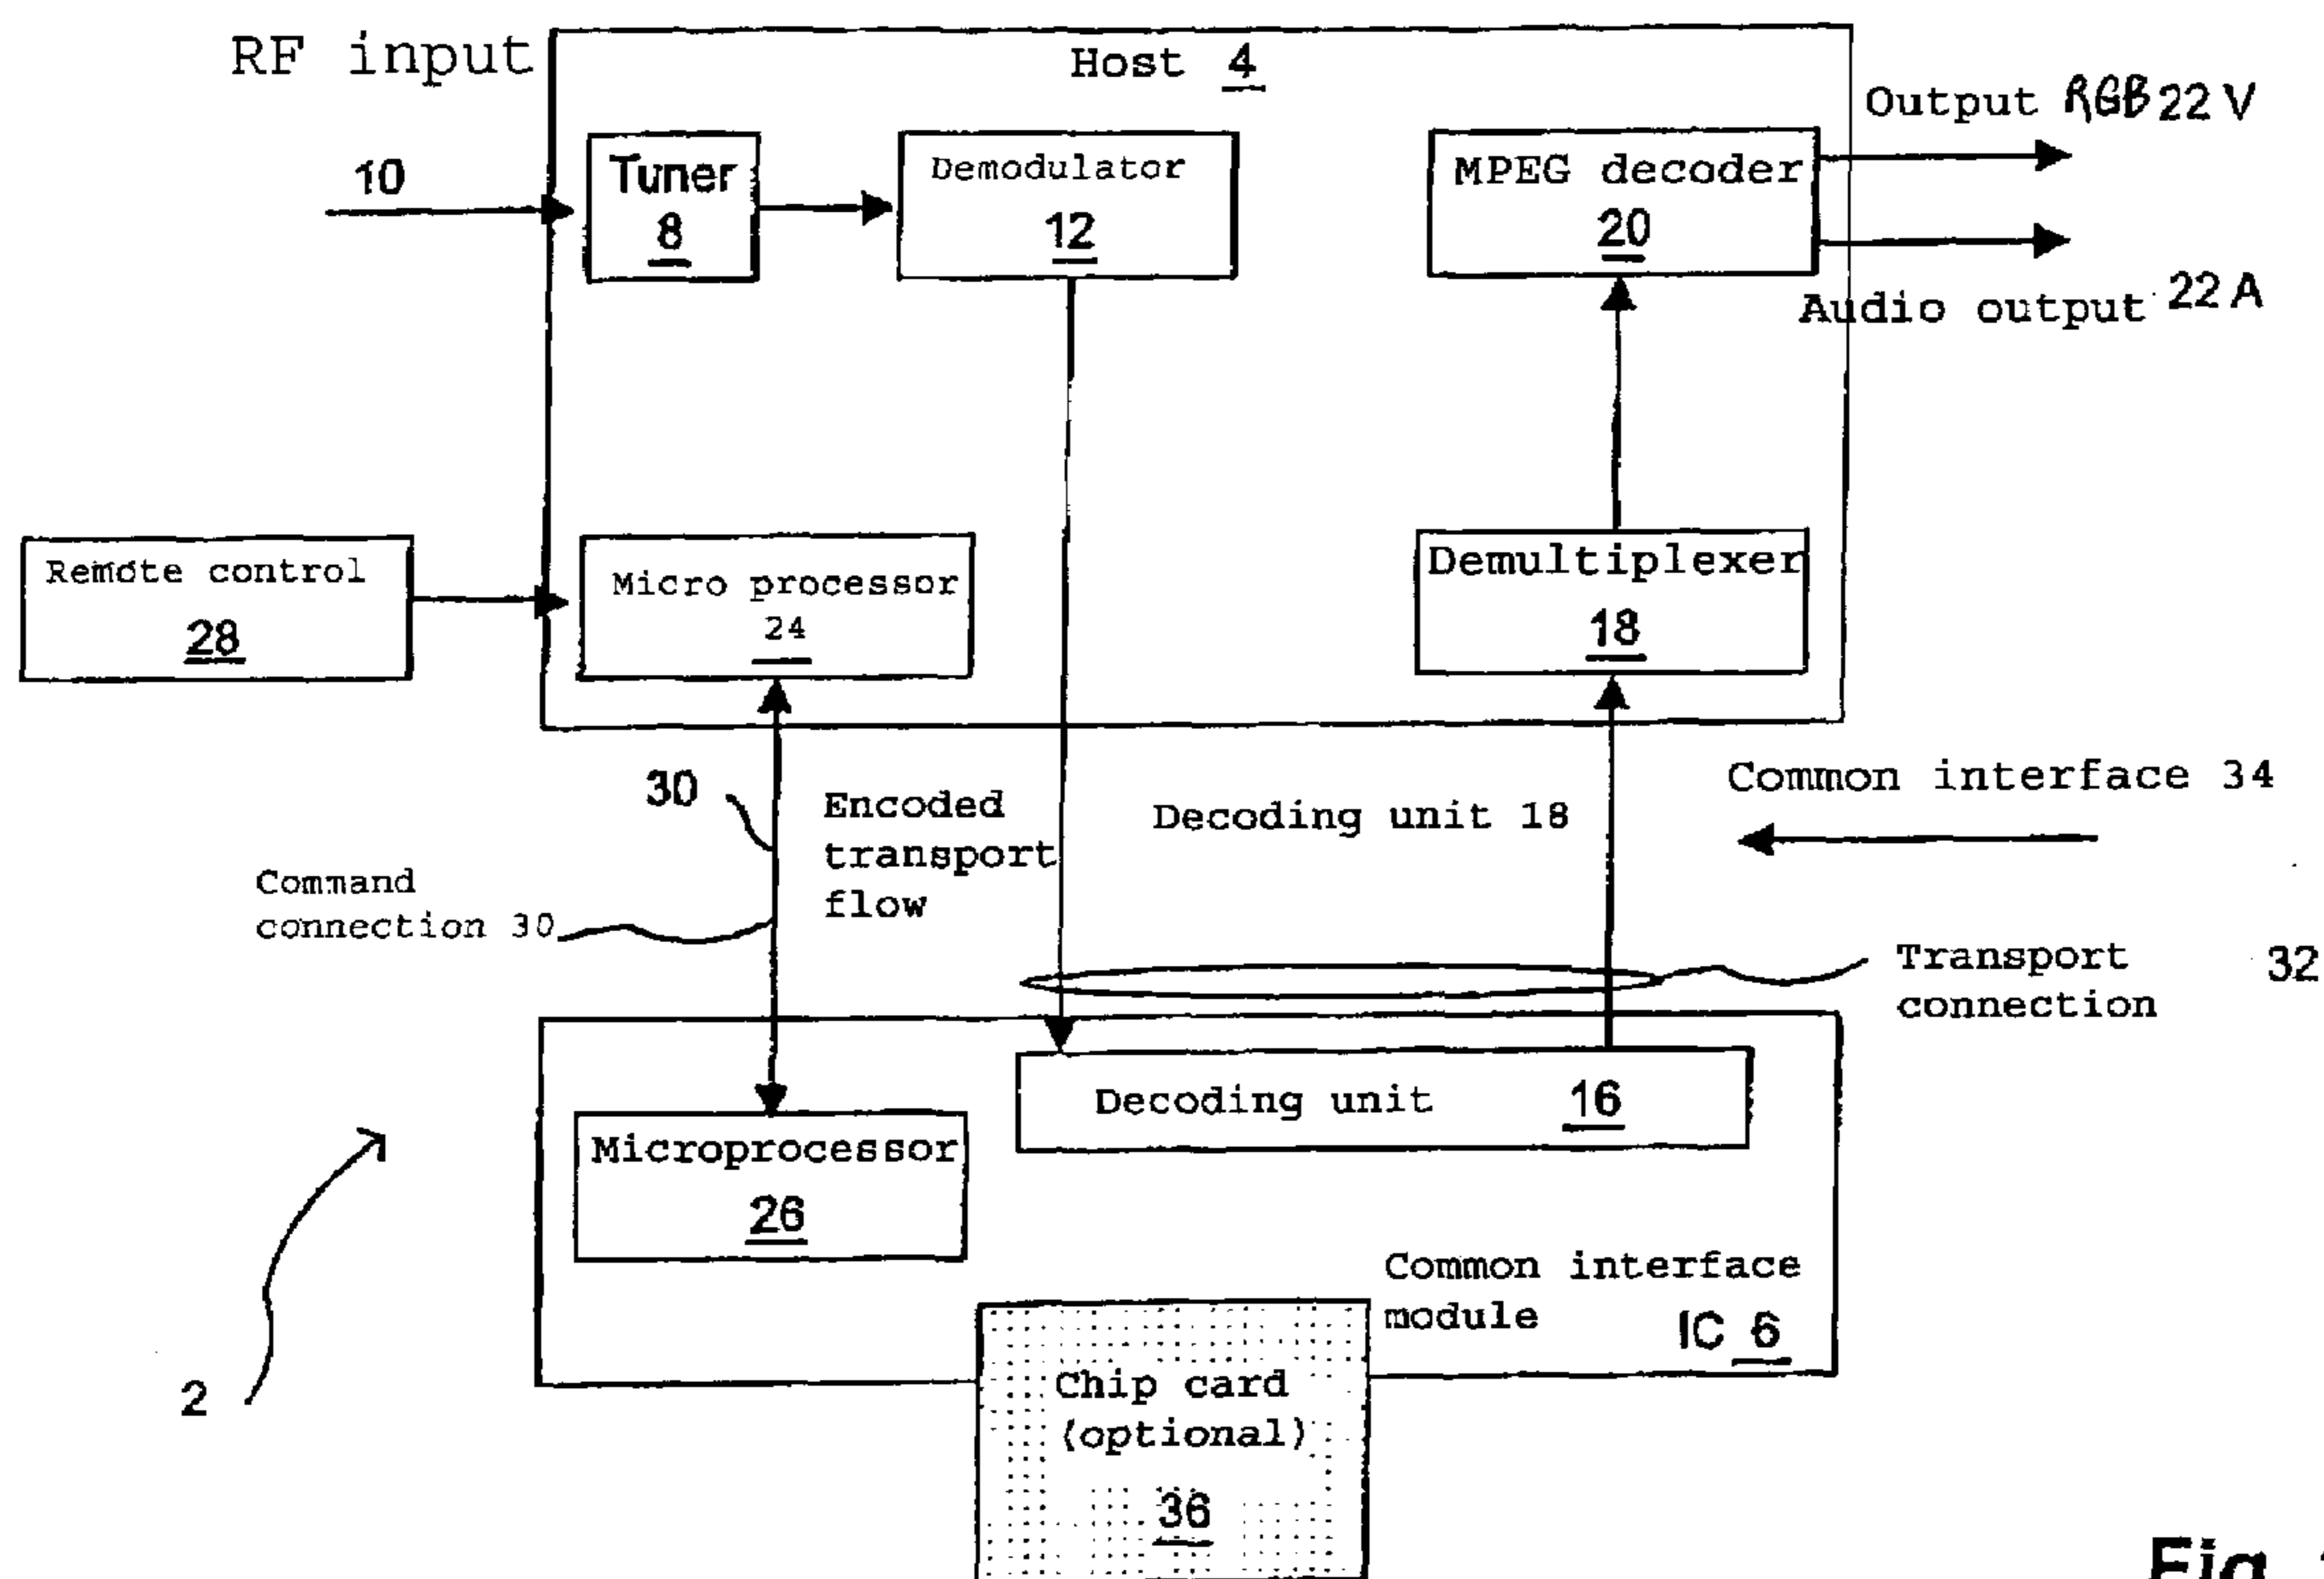 RF input
Host 4
Output RGB 22 V
10
Tuner
8
Demodulator
12
MPEG decoder
20
Audio output 22 A
Remote control
28
Micro processor
24
Demultiplexer
18
30
Encoded
transport
flow
Decoding unit 18
Common interface 34
Command
connection 30
Transport
connection
32
Decoding unit 16
Microprocessor
26
Common interface
module
IC 6
2
Chip card
(optional)
36
Fig